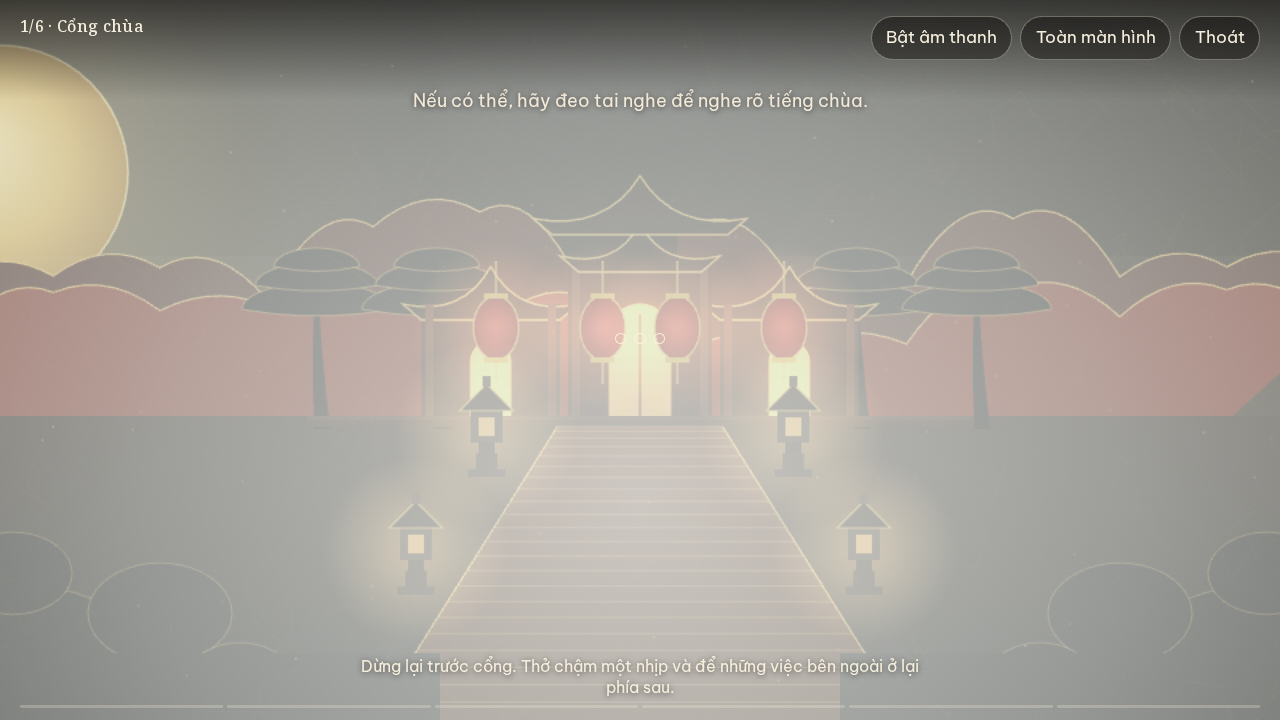 1/6 · Cổng chùa
Bật âm thanh
Toàn màn hình
Thoát
Nếu có thể, hãy đeo tai nghe để nghe rõ tiếng chùa.
Dừng lại trước cổng. Thở chậm một nhịp và để những việc bên ngoài ở lại
phía sau.